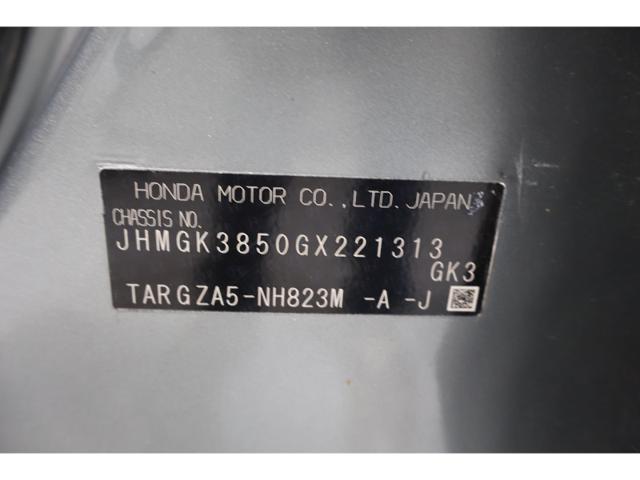 HONDA MOTOR CO.,LTD.JAPAN
CHASSIS NO.
JHMGK3850GX221313
GK3
TARGZA5-NH823M -A -J